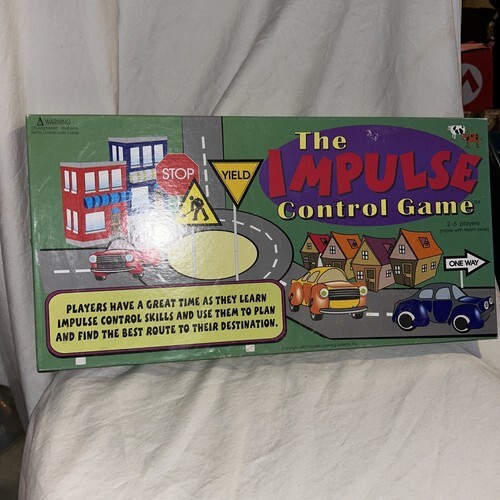 WARNING
The
IMPULSE
Control Game
STOP
YIELD
2-6 players
ONE WAY
PLAYERS HAVE A GREAT TIME AS THEY LEARN
IMPULSE CONTROL SKILLS AND USE THEM TO PLAN
AND FIND THE BEST ROUTE TO THEIR DESTINATION.